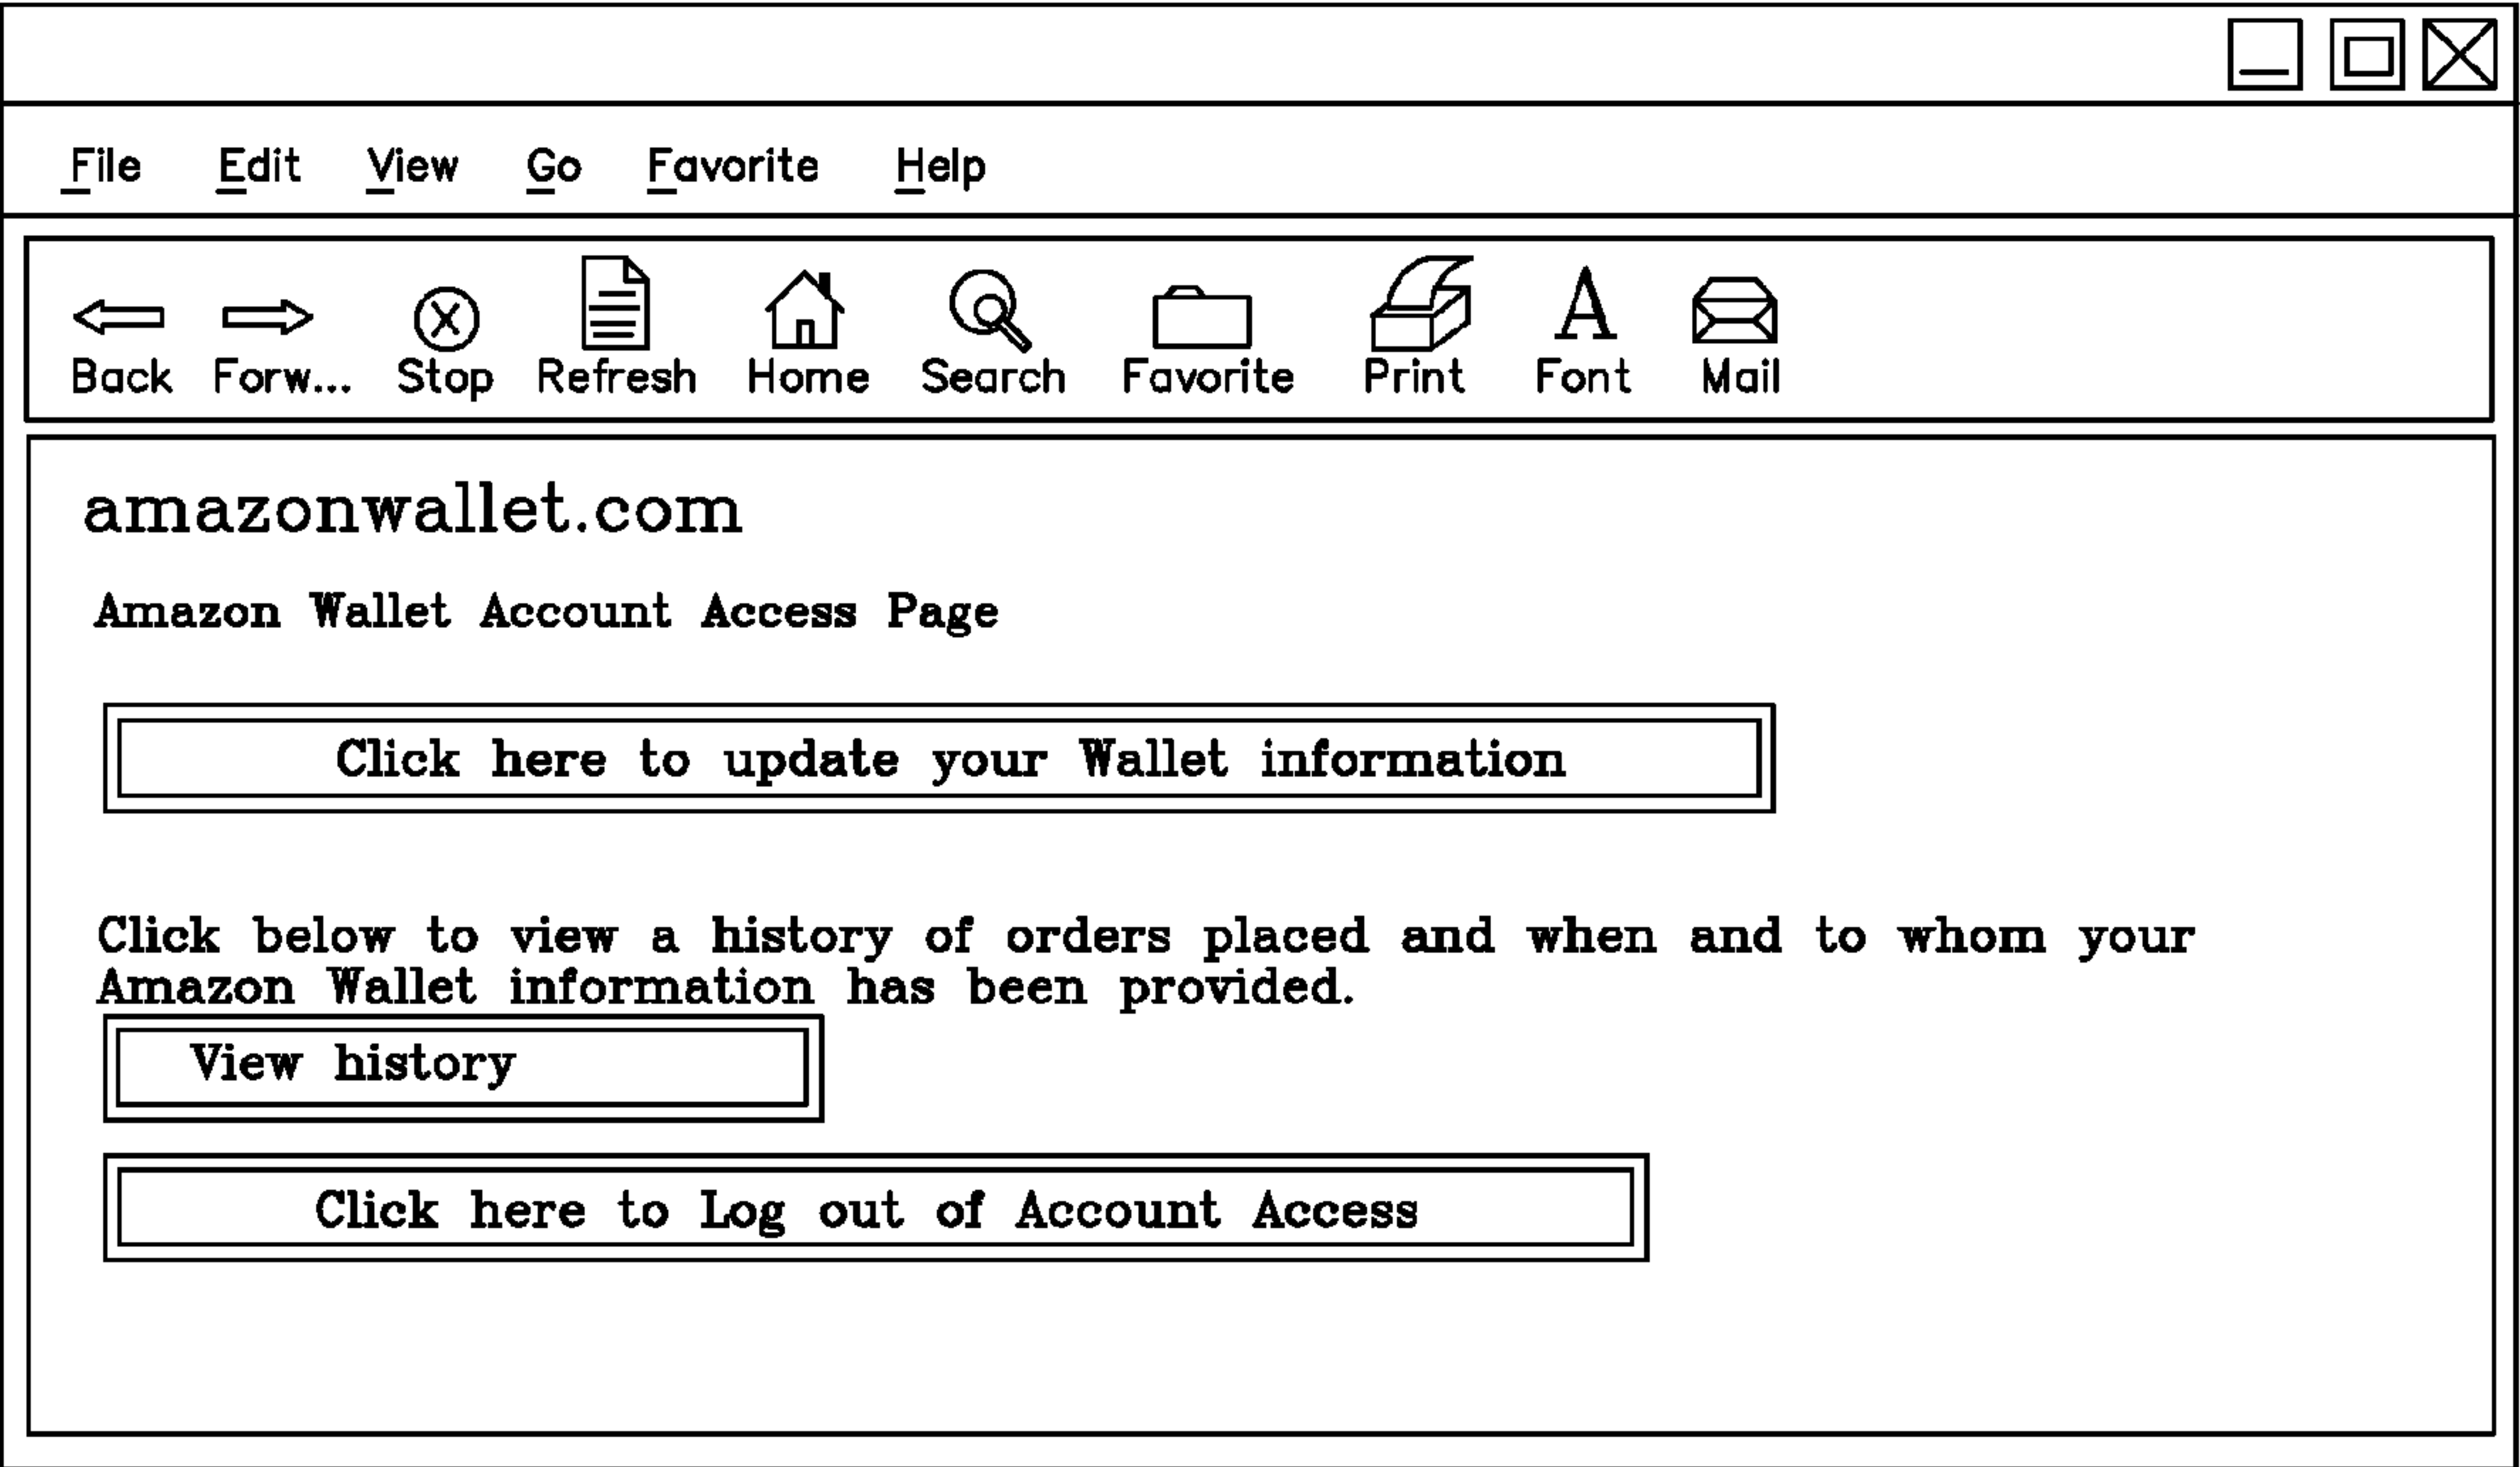 File Edit View Go Favorite Help
Back Forw... Stop Refresh Home Search Favorite Print Font Mail
amazonwallet.com
Amazon Wallet Account Access Page
Click here to update your Wallet information
Click below to view a history of orders placed and when and to whom your
Amazon Wallet information has been provided.
View history
Click here to Log out of Account Access